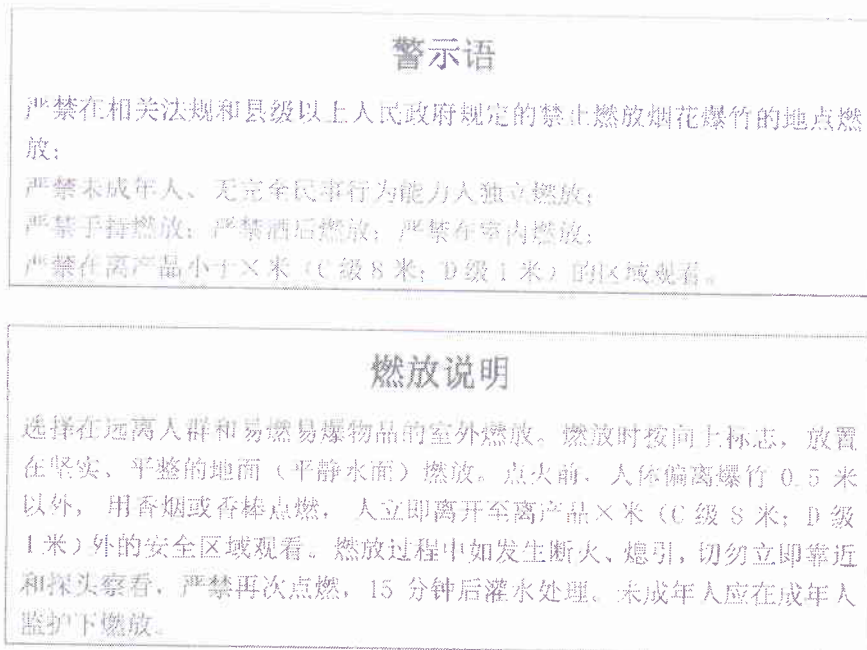 警示语
严禁在相关法规和县级以上人民政府规定的禁止燃放烟花爆竹的地点燃
放；
严禁未成年人、无完全民事行为能力人独立燃放；
严禁手持燃放；严禁酒后燃放；严禁在室内燃放；
严禁在离产品小于×米（C级8米；D级1米）的区域观看。
燃放说明
选择在远离人群和易燃易爆物品的室外燃放。燃放时按向上标志，放置
在坚实、平整的地面（平静水面）燃放。点火前，人体偏离爆竹0.5米
以外，用香烟或香棒点燃，人立即离开至离产品×米（C级8米；D级
1米）外的安全区域观看。燃放过程中如发生断火、熄引，切勿立即靠近
和探头察看，严禁再次点燃，15分钟后灌水处理。未成年人应在成年人
监护下燃放。